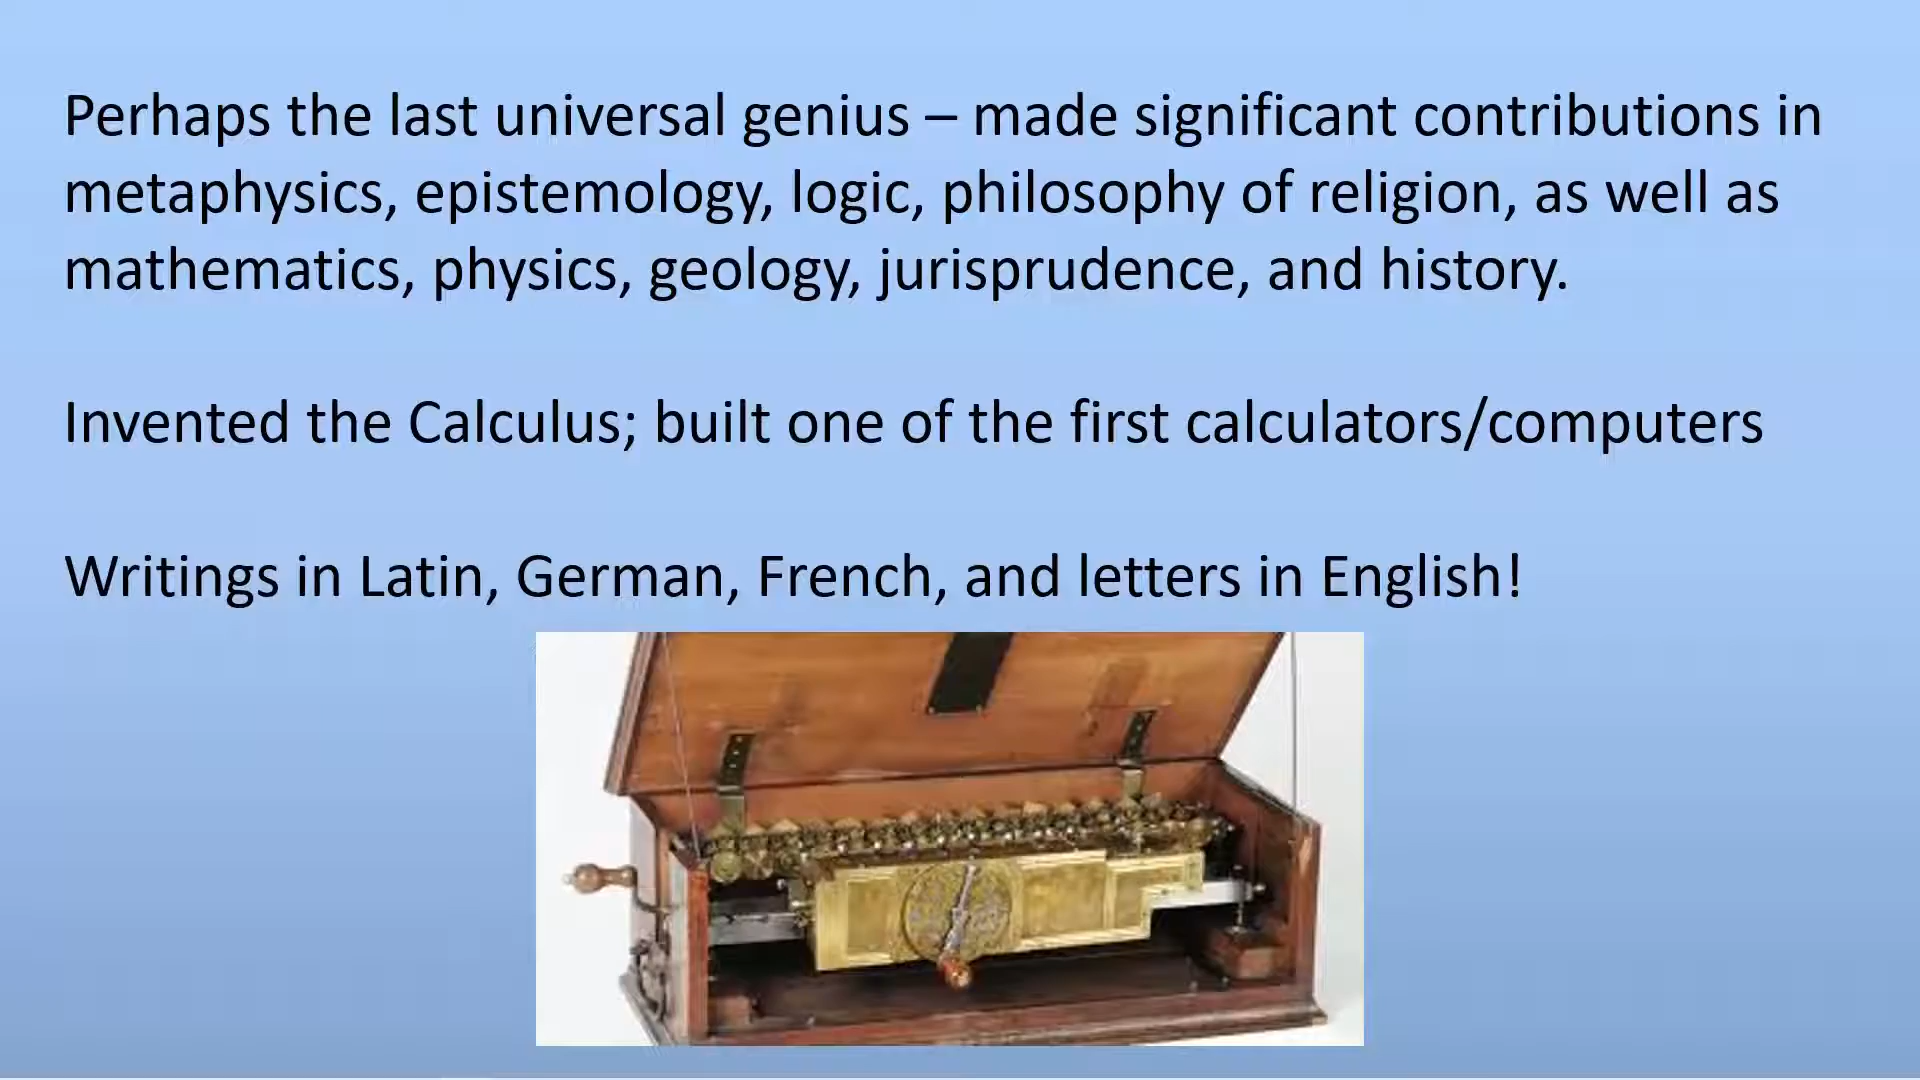 Perhaps the last universal genius – made significant contributions in
metaphysics, epistemology, logic, philosophy of religion, as well as
mathematics, physics, geology, jurisprudence, and history.
Invented the Calculus; built one of the first calculators/computers
Writings in Latin, German, French, and letters in English!